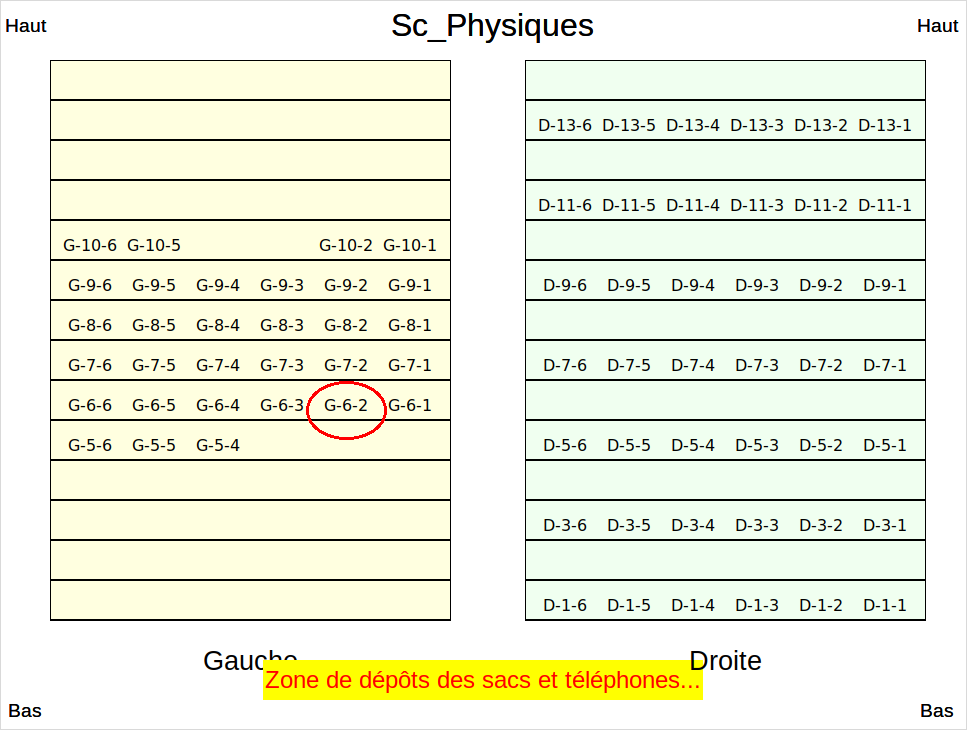 Sc_Physiques
Haut
Haut
G-10-6 G-10-5 G-10-2 G-10-1
G-9-6 G-9-5 G-9-4 G-9-3 G-9-2 G-9-1
G-8-6 G-8-5 G-8-4 G-8-3 G-8-2 G-8-1
G-7-6 G-7-5 G-7-4 G-7-3 G-7-2 G-7-1
G-6-6 G-6-5 G-6-4 G-6-3 G-6-2 G-6-1
G-5-6 G-5-5 G-5-4
D-13-6 D-13-5 D-13-4 D-13-3 D-13-2 D-13-1
D-11-6 D-11-5 D-11-4 D-11-3 D-11-2 D-11-1
D-9-6 D-9-5 D-9-4 D-9-3 D-9-2 D-9-1
D-7-6 D-7-5 D-7-4 D-7-3 D-7-2 D-7-1
D-5-6 D-5-5 D-5-4 D-5-3 D-5-2 D-5-1
D-3-6 D-3-5 D-3-4 D-3-3 D-3-2 D-3-1
D-1-6 D-1-5 D-1-4 D-1-3 D-1-2 D-1-1
Gauche
Droite
Zone de dépôts des sacs et téléphones...
Bas
Bas